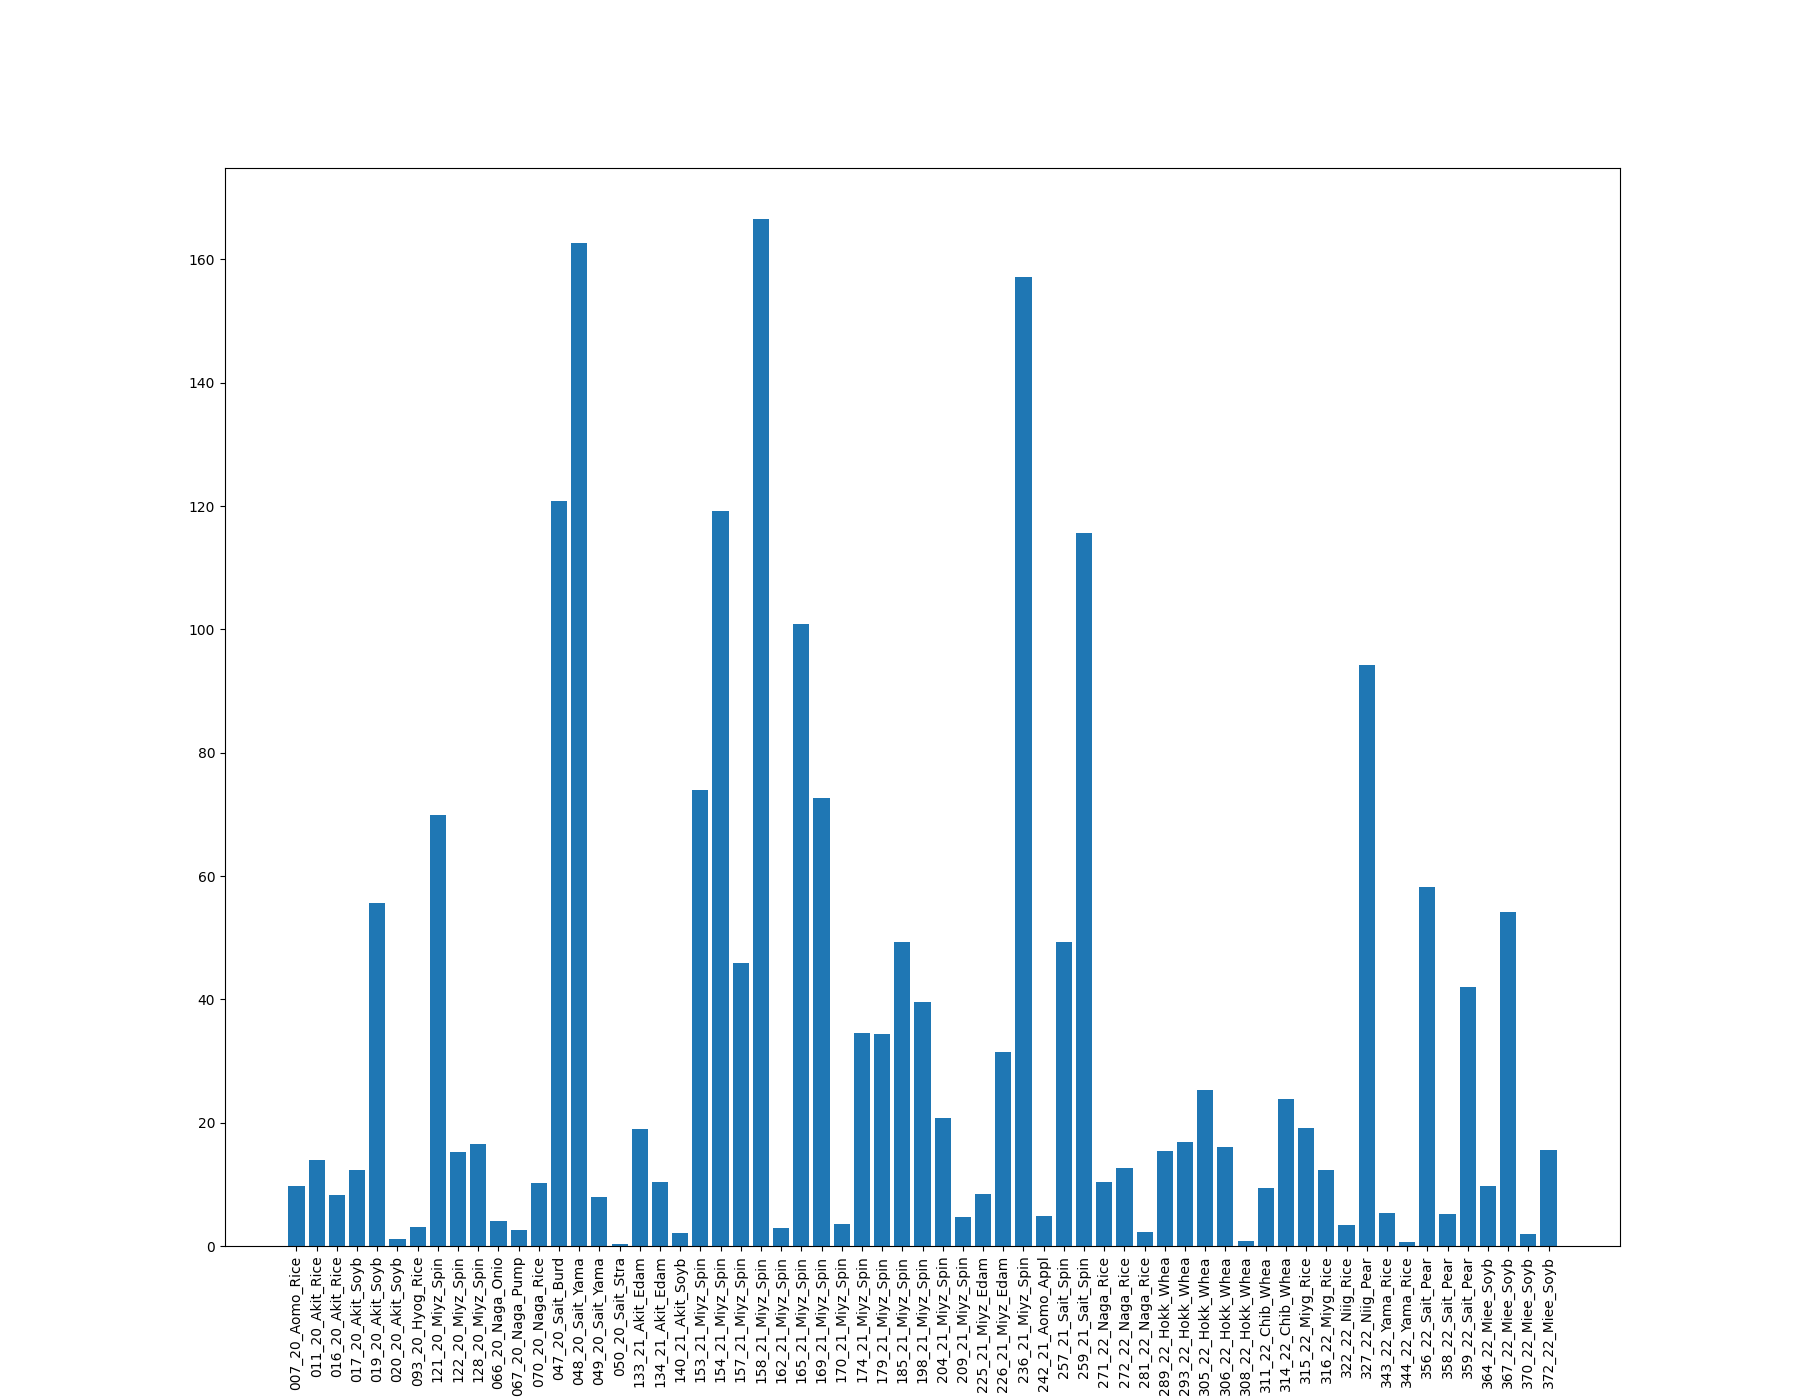 160
140
120
100
80
60
40
20
0
007_20_Aomo_Rice
011_20_Akit_Rice
016_20_Akit_Rice
017_20_Akit_Soyb
019_20_Akit_Soyb
020_20_Akit_Soyb
093_20_Hyog_Rice
121_20_Miyz_Spin
122_20_Miyz_Spin
128_20_Miyz_Spin
066_20_Naga_Onio
067_20_Naga_Pump
070_20_Naga_Rice
047_20_Sait_Burd
048_20_Sait_Yama
049_20_Sait_Yama
050_20_Sait_Stra
133_21_Akit_Edam
134_21_Akit_Edam
140_21_Akit_Soyb
153_21_Miyz_Spin
154_21_Miyz_Spin
157_21_Miyz_Spin
158_21_Miyz_Spin
162_21_Miyz_Spin
165_21_Miyz_Spin
169_21_Miyz_Spin
170_21_Miyz_Spin
174_21_Miyz_Spin
179_21_Miyz_Spin
185_21_Miyz_Spin
198_21_Miyz_Spin
204_21_Miyz_Spin
209_21_Miyz_Spin
225_21_Miyz_Edam
226_21_Miyz_Edam
236_21_Miyz_Spin
242_21_Aomo_Appl
257_21_Sait_Spin
259_21_Sait_Spin
271_22_Naga_Rice
272_22_Naga_Rice
281_22_Naga_Rice
289_22_Hokk_Whea
293_22_Hokk_Whea
305_22_Hokk_Whea
306_22_Hokk_Whea
308_22_Hokk_Whea
311_22_Chib_Whea
314_22_Chib_Whea
315_22_Miyg_Rice
316_22_Miyg_Rice
322_22_Niig_Rice
327_22_Niig_Pear
343_22_Yama_Rice
344_22_Yama_Rice
356_22_Sait_Pear
358_22_Sait_Pear
359_22_Sait_Pear
364_22_Miee_Soyb
367_22_Miee_Soyb
370_22_Miee_Soyb
372_22_Miee_Soyb